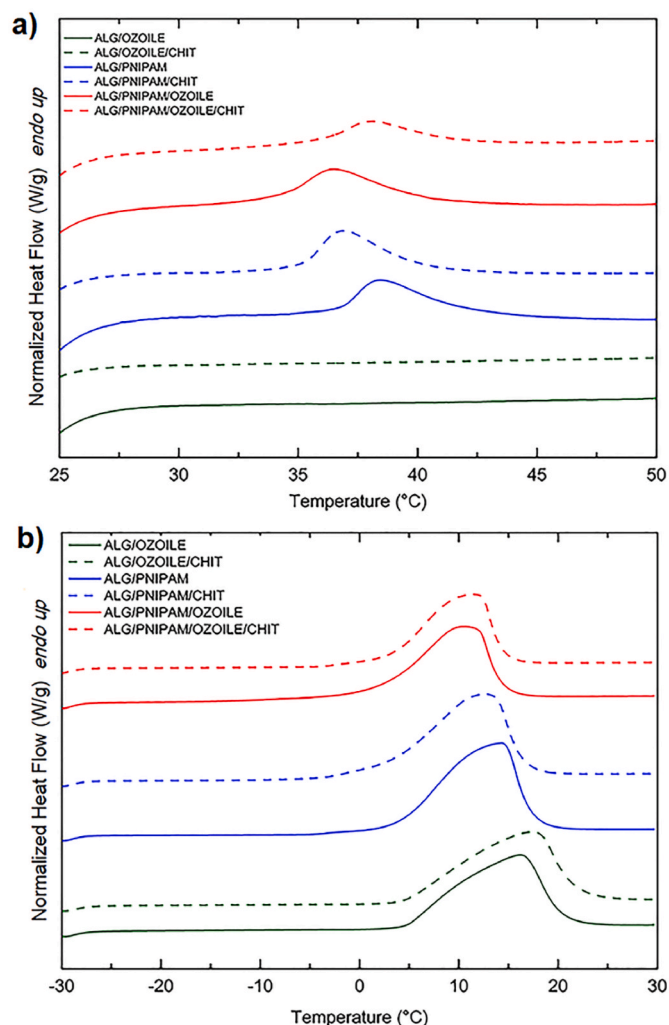 a)
ALG/OZOILE
ALG/OZOILE/CHIT
ALG/PNIPAM
ALG/PNIPAM/CHIT
ALG/PNIPAM/OZOILE
ALG/PNIPAM/OZOILE/CHIT
Normalized Heat Flow (W/g) endo up
25 30 35 40 45 50
Temperature (°C)
b)
ALG/OZOILE
ALG/OZOILE/CHIT
ALG/PNIPAM
ALG/PNIPAM/CHIT
ALG/PNIPAM/OZOILE
ALG/PNIPAM/OZOILE/CHIT
Normalized Heat Flow (W/g) endo up
-30 -20 -10 0 10 20 30
Temperature (°C)